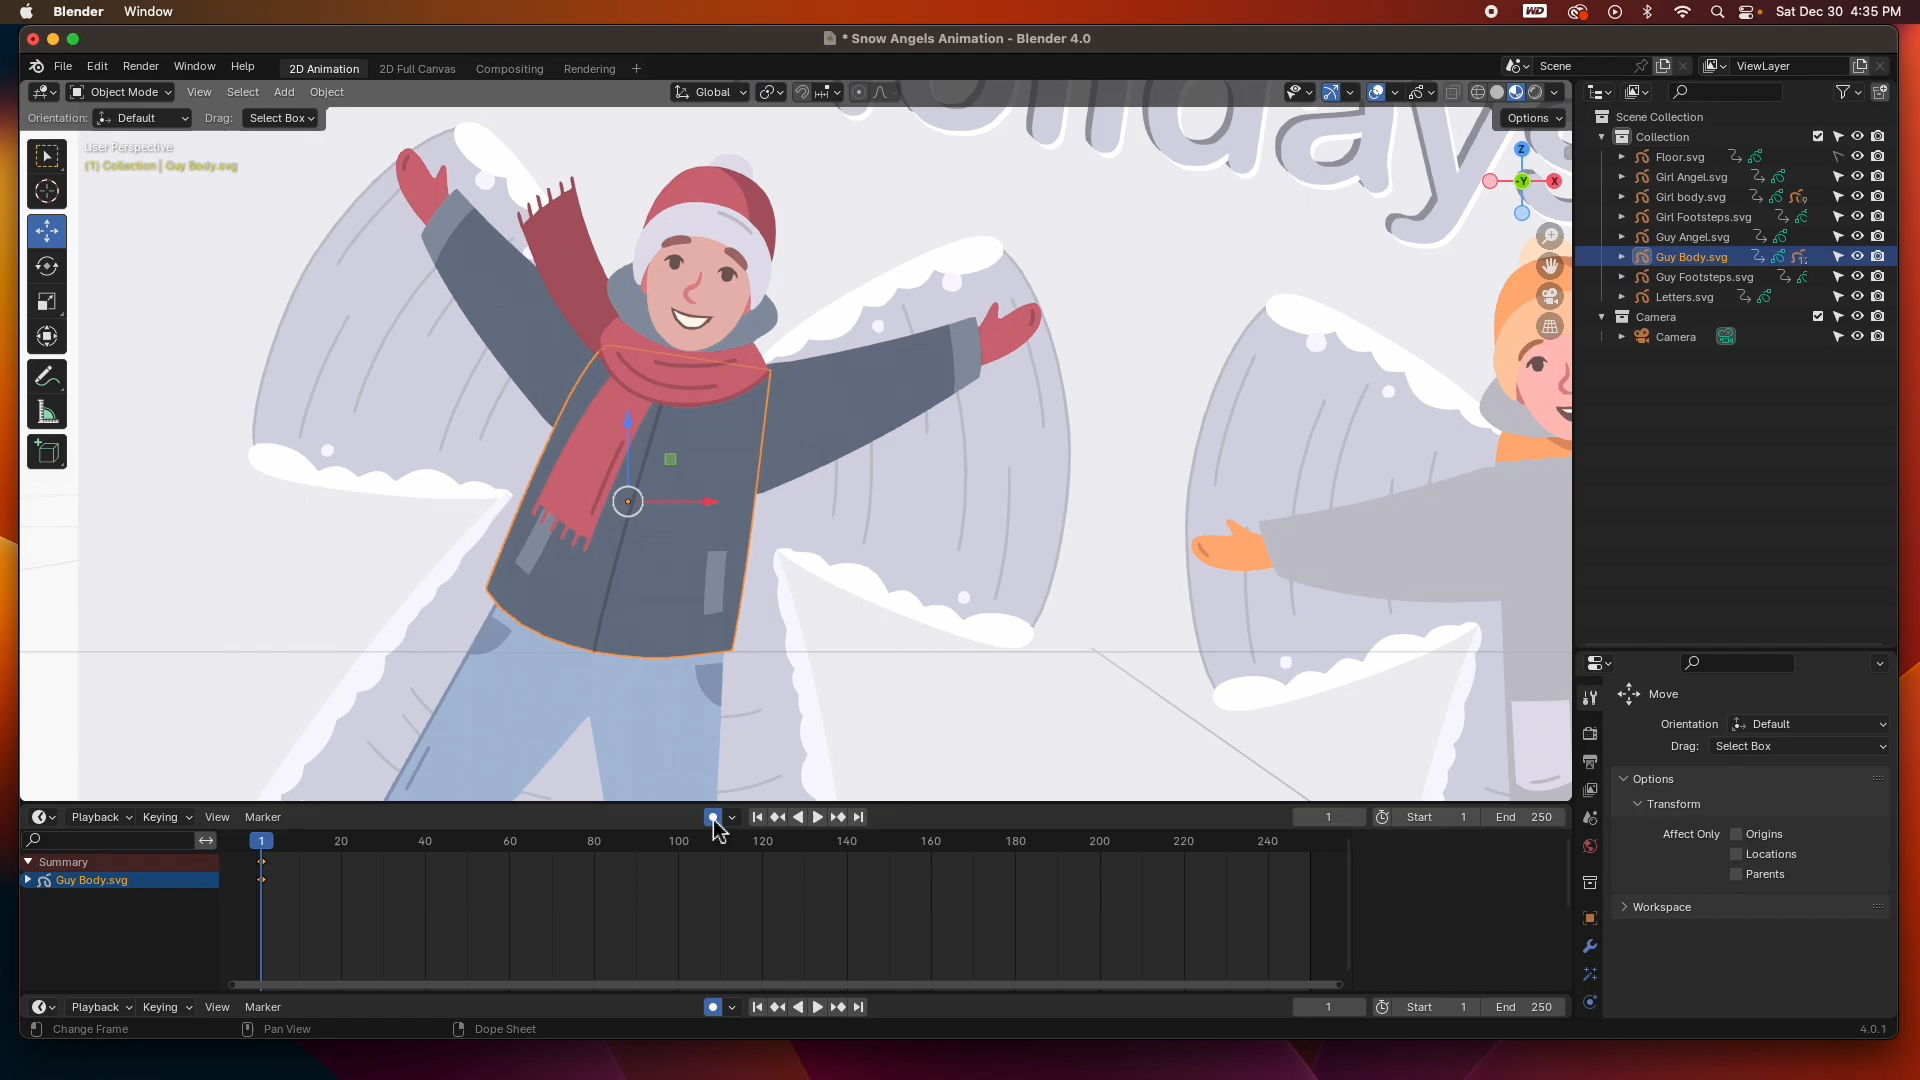 Blender Window WD Sat Dec 30 4:35 PM
* Snow Angels Animation - Blender 4.0
File Edit Render Window Help 2D Animation 2D Full Canvas Compositing Rendering + Scene ViewLayer
Object Mode View Select Add Object Global
Orientation: Default Drag: Select Box Options
User Perspective
(1) Collection | Guy Body.svg
Z
-Y X
Scene Collection
Collection
Floor.svg
Girl Angel.svg
Girl body.svg 9
Girl Footsteps.svg
Guy Angel.svg
Guy Body.svg 12
Guy Footsteps.svg
Letters.svg
Camera
Camera
Move
Orientation Default
Drag: Select Box
Options
Transform
Affect Only Origins
Locations
Parents
Workspace
Playback Keying View Marker 1 Start 1 End 250
1 20 40 60 80 100 120 140 160 180 200 220 240
Summary
Guy Body.svg
Playback Keying View Marker 1 Start 1 End 250
Change Frame Pan View Dope Sheet 4.0.1